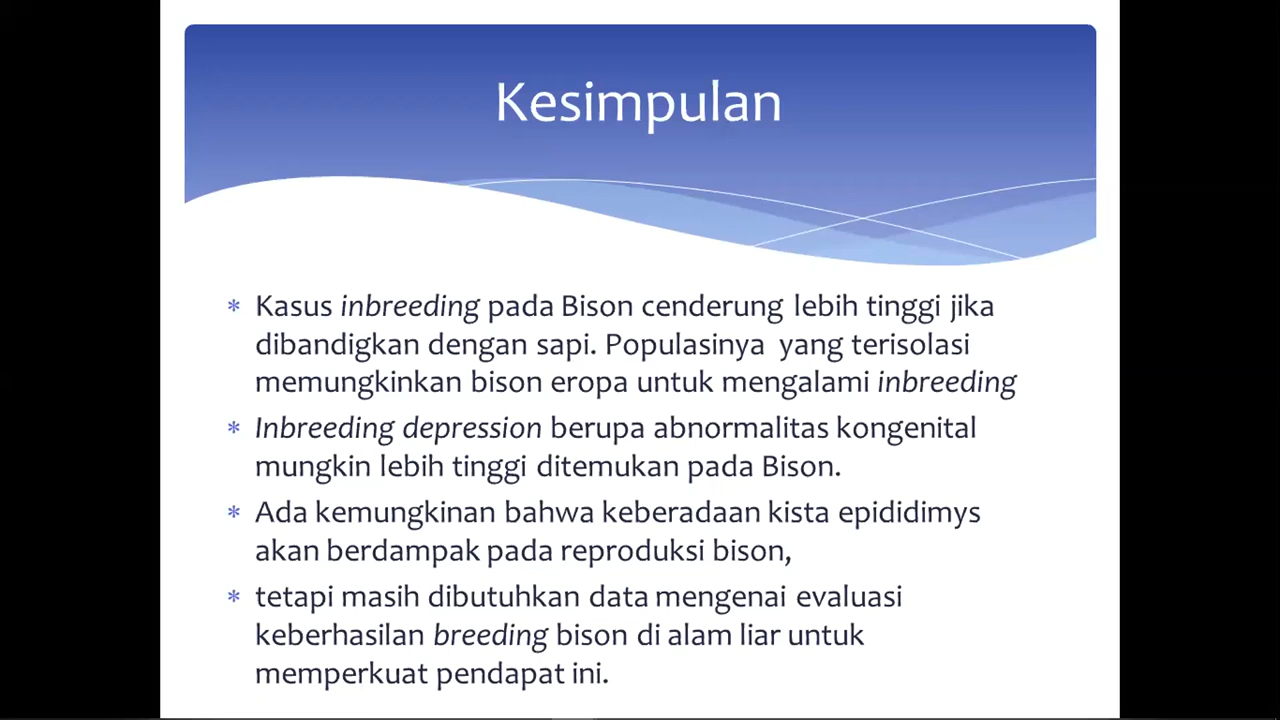 Kesimpulan
* Kasus inbreeding pada Bison cenderung lebih tinggi jika
dibandigkan dengan sapi. Populasinya yang terisolasi
memungkinkan bison eropa untuk mengalami inbreeding
* Inbreeding depression berupa abnormalitas kongenital
mungkin lebih tinggi ditemukan pada Bison.
* Ada kemungkinan bahwa keberadaan kista epididimys
akan berdampak pada reproduksi bison,
* tetapi masih dibutuhkan data mengenai evaluasi
keberhasilan breeding bison di alam liar untuk
memperkuat pendapat ini.